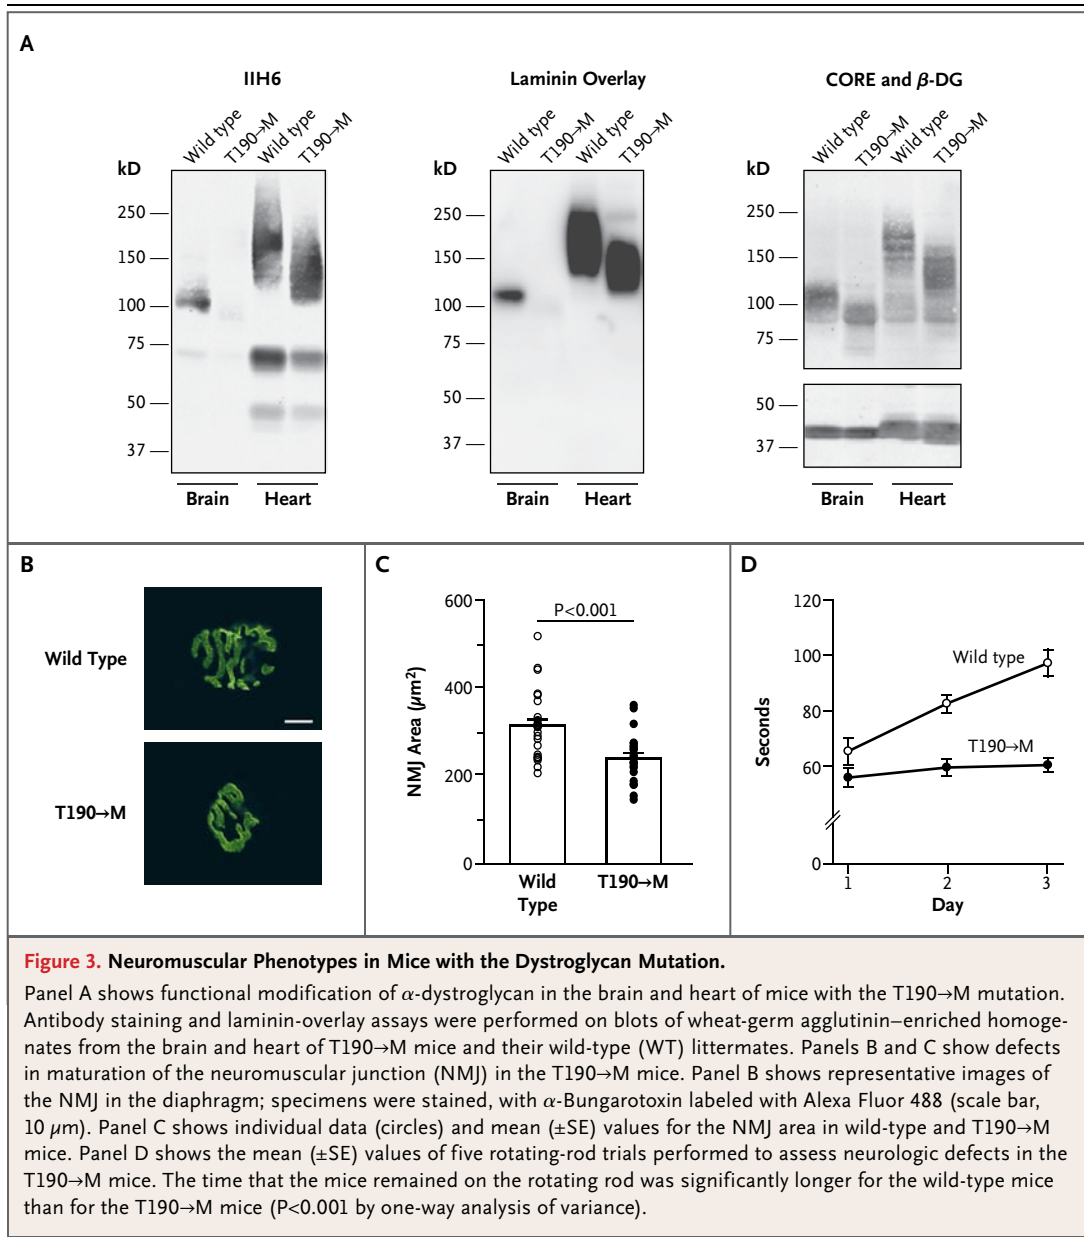 A
IIH6
Laminin Overlay
CORE and β-DG
Wild type
T190→M
Wild type
T190→M
Wild type
T190→M
Wild type
T190→M
Wild type
T190→M
Wild type
T190→M
kD
250
150
100
75
50
37
kD
250
150
100
75
50
37
kD
250
150
100
75
50
37
Brain
Heart
Brain
Heart
Brain
Heart
B
Wild Type
T190→M
C
600
400
200
0
NMJ Area (μm²)
P<0.001
Wild
Type
T190→M
D
120
100
80
60
0
Seconds
Wild type
T190→M
1
2
3
Day
Figure 3. Neuromuscular Phenotypes in Mice with the Dystroglycan Mutation.
Panel A shows functional modification of α-dystroglycan in the brain and heart of mice with the T190→M mutation.
Antibody staining and laminin-overlay assays were performed on blots of wheat-germ agglutinin–enriched homoge-
nates from the brain and heart of T190→M mice and their wild-type (WT) littermates. Panels B and C show defects
in maturation of the neuromuscular junction (NMJ) in the T190→M mice. Panel B shows representative images of
the NMJ in the diaphragm; specimens were stained, with α-Bungarotoxin labeled with Alexa Fluor 488 (scale bar,
10 μm). Panel C shows individual data (circles) and mean (±SE) values for the NMJ area in wild-type and T190→M
mice. Panel D shows the mean (±SE) values of five rotating-rod trials performed to assess neurologic defects in the
T190→M mice. The time that the mice remained on the rotating rod was significantly longer for the wild-type mice
than for the T190→M mice (P<0.001 by one-way analysis of variance).